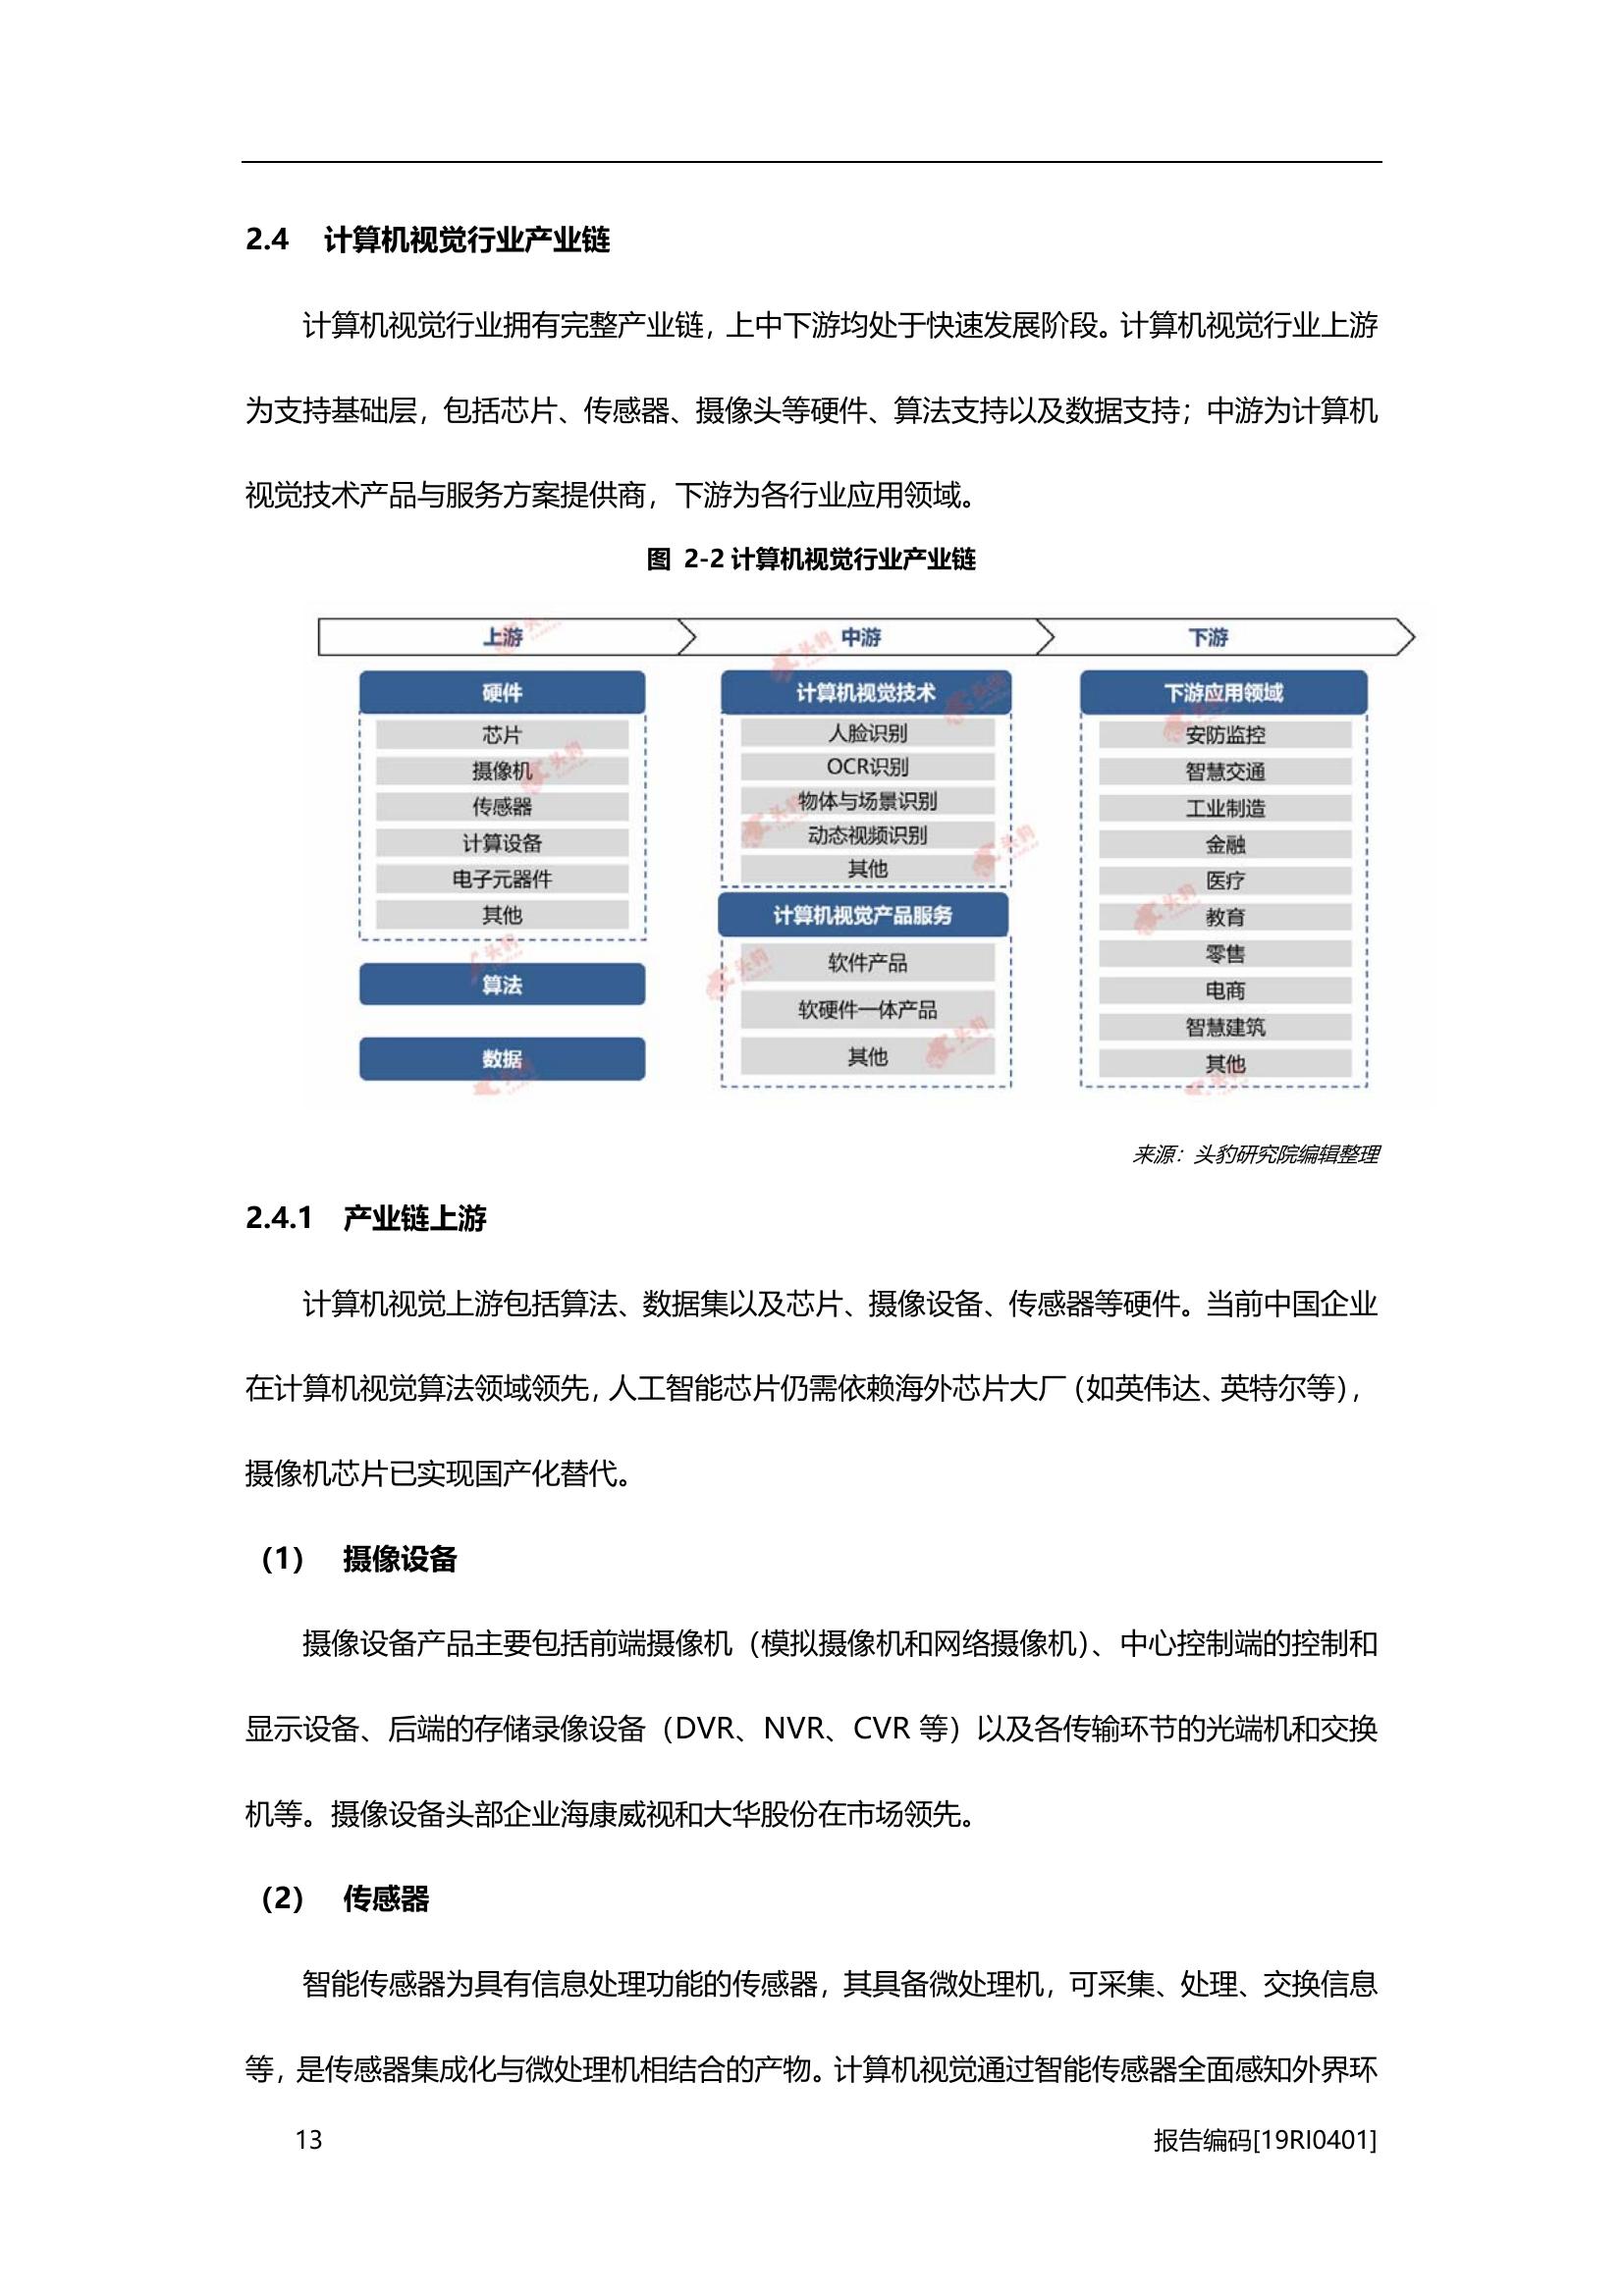 2.4 计算机视觉行业产业链
计算机视觉行业拥有完整产业链，上中下游均处于快速发展阶段。计算机视觉行业上游
为支持基础层，包括芯片、传感器、摄像头等硬件、算法支持以及数据支持；中游为计算机
视觉技术产品与服务方案提供商，下游为各行业应用领域。
图 2-2 计算机视觉行业产业链
上游
中游
下游
硬件
芯片
摄像机
传感器
计算设备
电子元器件
其他
算法
数据
计算机视觉技术
人脸识别
OCR识别
物体与场景识别
动态视频识别
其他
计算机视觉产品服务
软件产品
软硬件一体产品
其他
下游应用领域
安防监控
智慧交通
工业制造
金融
医疗
教育
零售
电商
智慧建筑
其他
来源：头豹研究院编辑整理
2.4.1 产业链上游
计算机视觉上游包括算法、数据集以及芯片、摄像设备、传感器等硬件。当前中国企业
在计算机视觉算法领域领先，人工智能芯片仍需依赖海外芯片大厂（如英伟达、英特尔等），
摄像机芯片已实现国产化替代。
（1） 摄像设备
摄像设备产品主要包括前端摄像机（模拟摄像机和网络摄像机）、中心控制端的控制和
显示设备、后端的存储录像设备（DVR、NVR、CVR 等）以及各传输环节的光端机和交换
机等。摄像设备头部企业海康威视和大华股份在市场领先。
（2） 传感器
智能传感器为具有信息处理功能的传感器，其具备微处理机，可采集、处理、交换信息
等，是传感器集成化与微处理机相结合的产物。计算机视觉通过智能传感器全面感知外界环
13
报告编码[19RI0401]